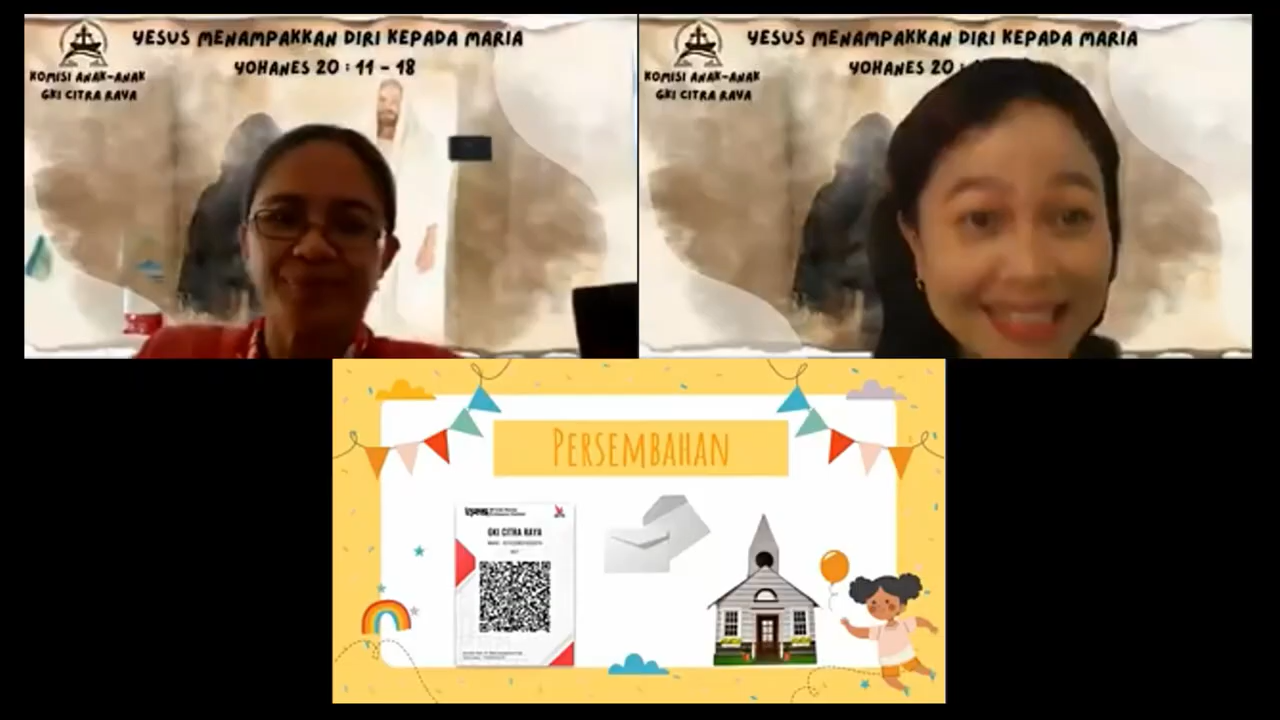 YESUS MENAMPAKKAN DIRI KEPADA MARIA
YOHANES 20 : 11 - 18
KOMISI ANAK-ANAK
GKI CITRA RAYA
YESUS MENAMPAKKAN DIRI KEPADA MARIA
YOHANES 20 :
KOMISI ANAK-ANAK
GKI CITRA RAYA
PERSEMBAHAN
GKI CITRA RAYA